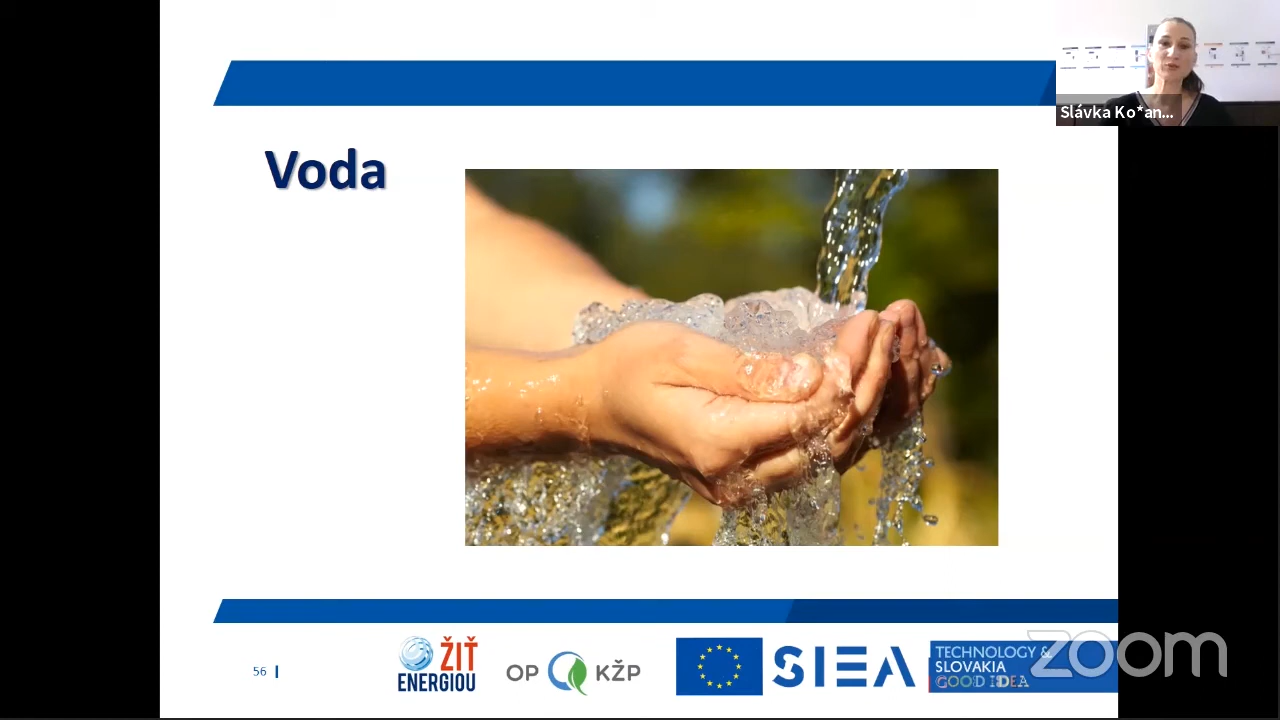 Slávka Ko*an...
Voda
56
ŽIŤ
ENERGIOU
OP KŽP
SIEA
TECHNOLOGY &
SLOVAKIA
GOOD IDEA
zoom